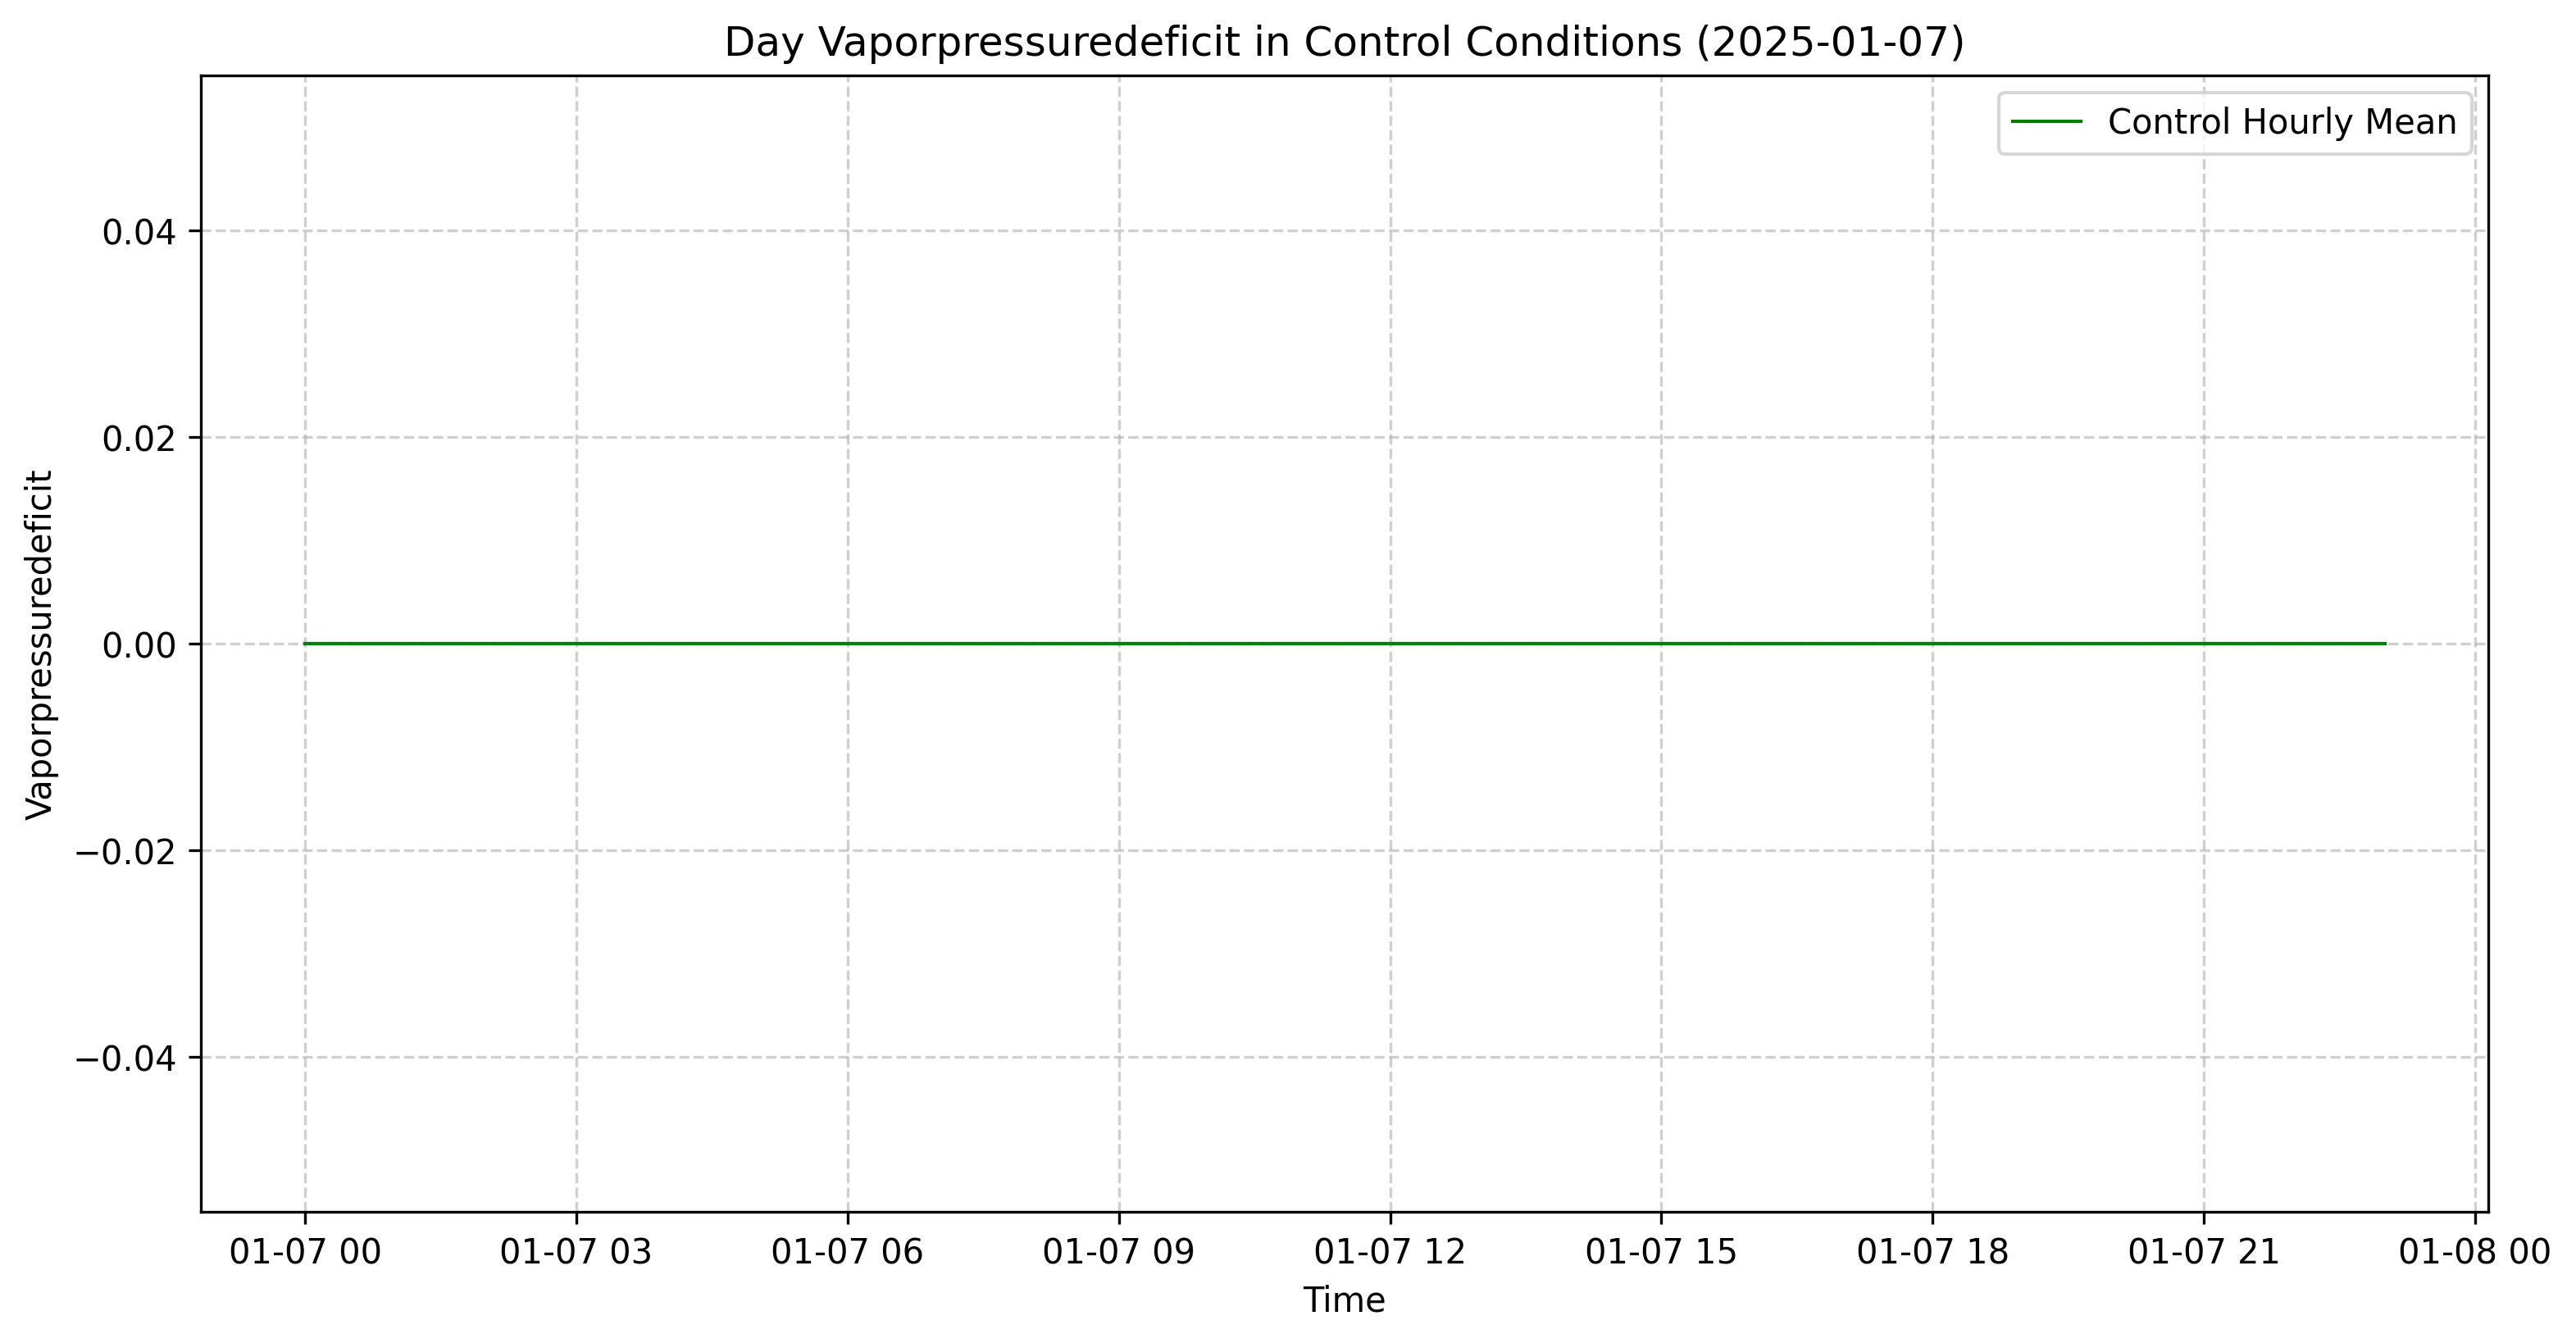 Day Vaporpressuredeficit in Control Conditions (2025-01-07)
Control Hourly Mean
Vaporpressuredeficit
0.04
0.02
0.00
−0.02
−0.04
01-07 00 01-07 03 01-07 06 01-07 09 01-07 12 01-07 15 01-07 18 01-07 21 01-08 00
Time